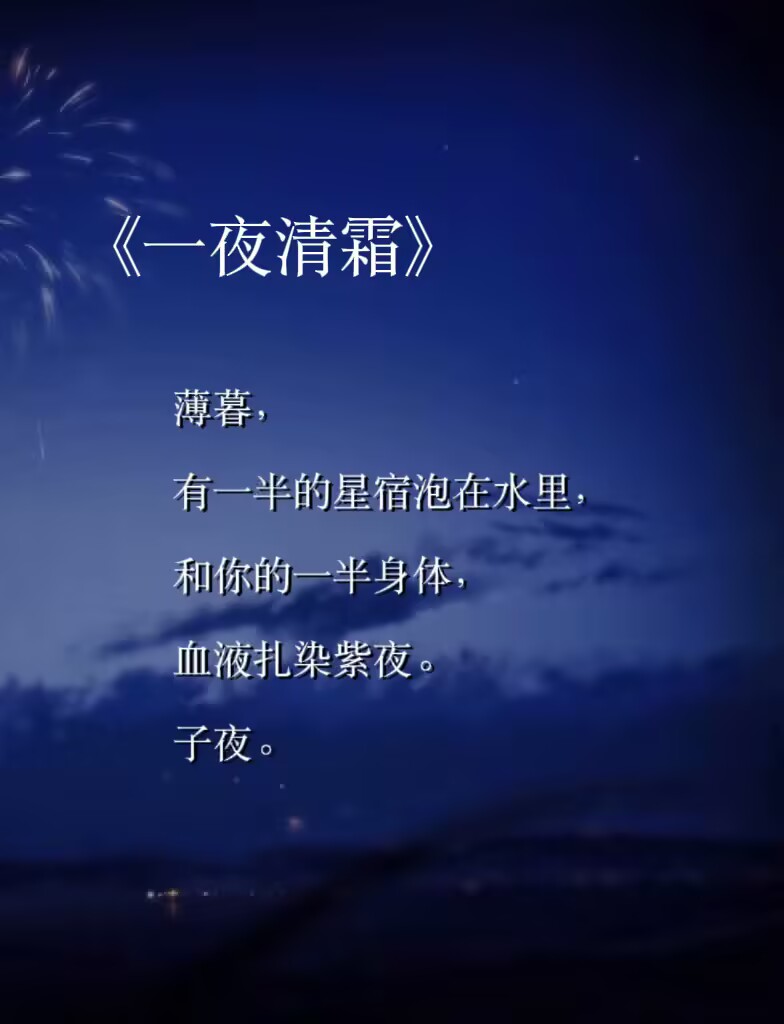 《一夜清霜》
薄暮，
有一半的星宿泡在水里，
和你的一半身体，
血液扎染紫夜。
子夜。